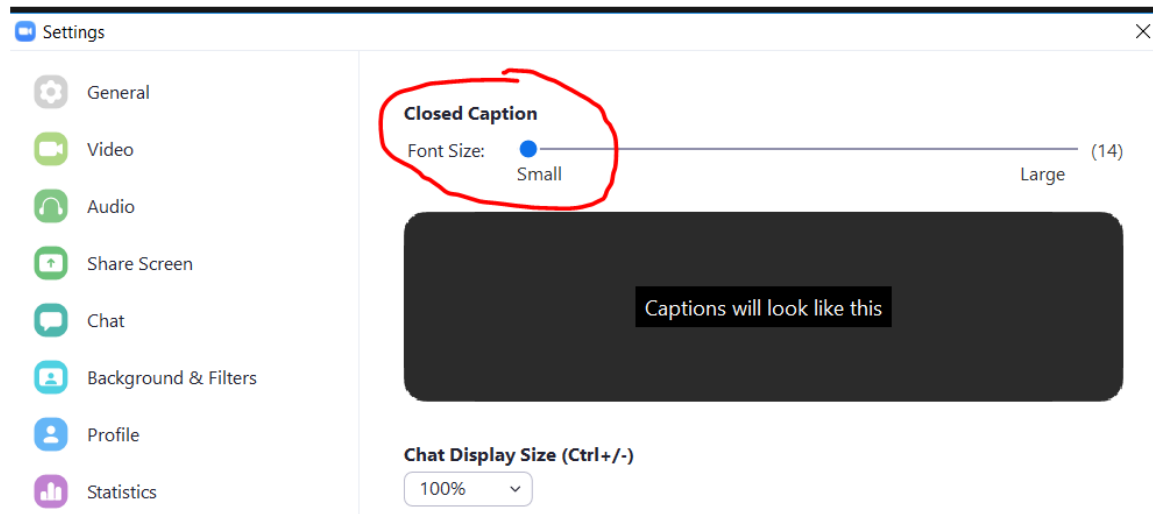 Settings
General
Video
Audio
Share Screen
Chat
Background & Filters
Profile
Statistics
Closed Caption
Font Size: (14)
Small Large
Captions will look like this
Chat Display Size (Ctrl+/-)
100%